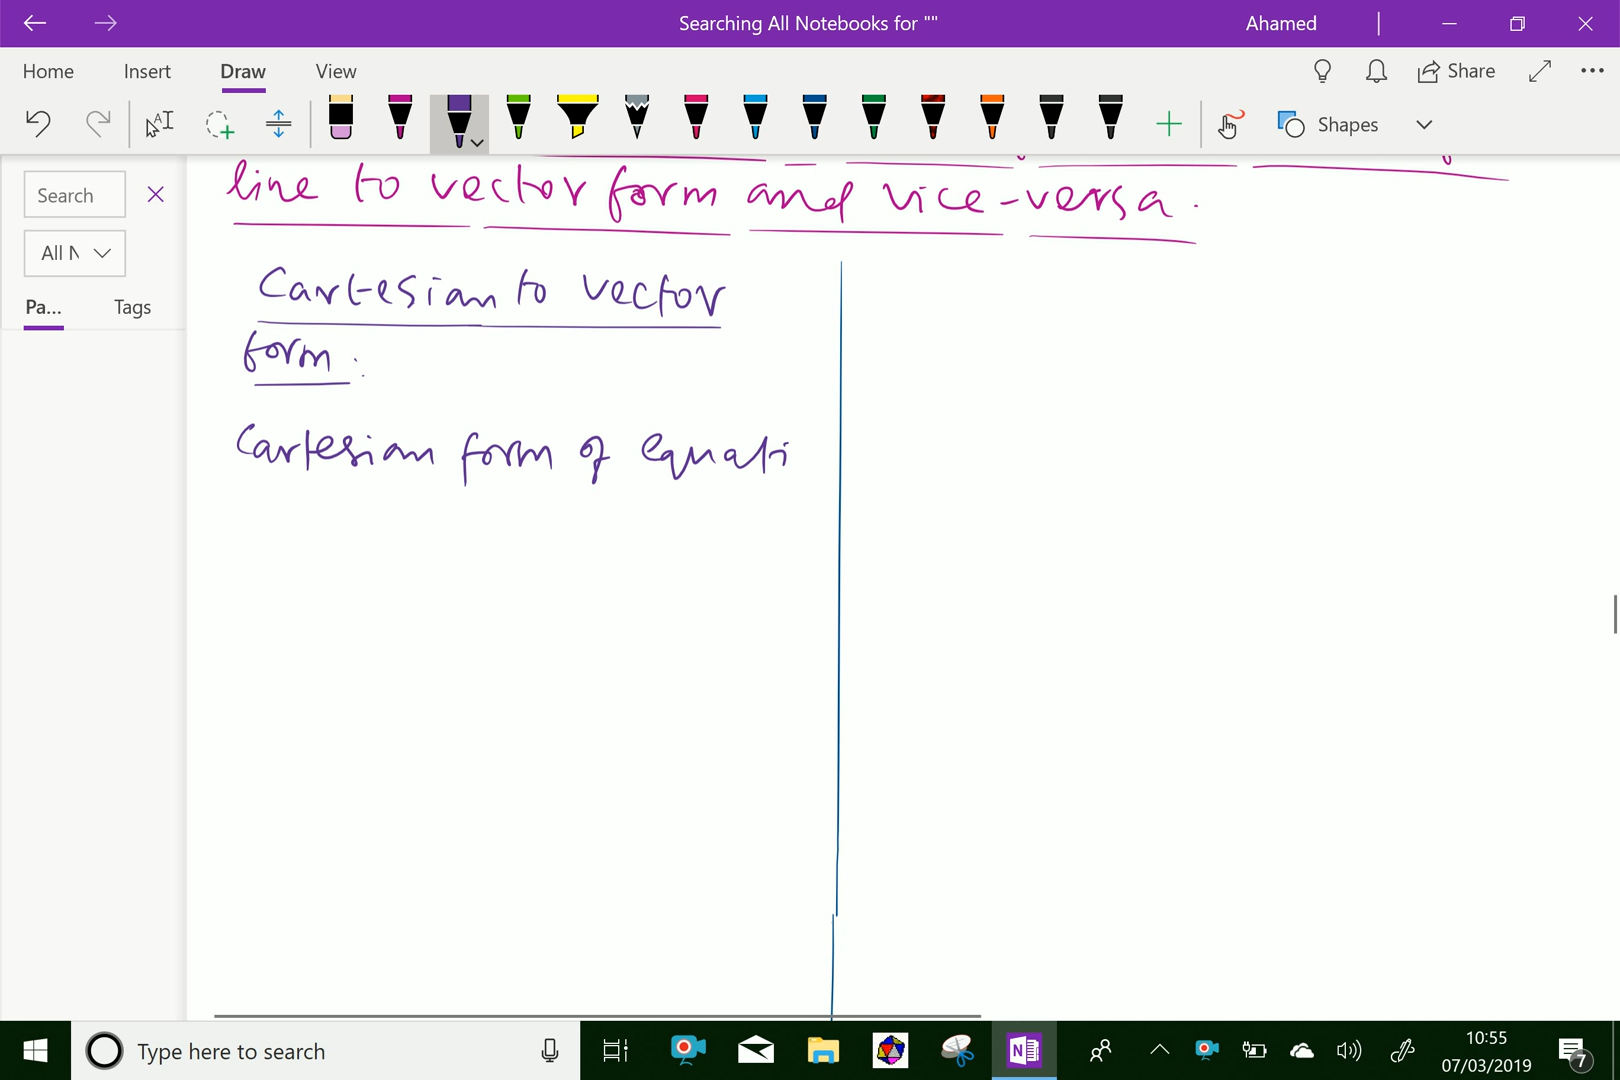 Searching All Notebooks for ""
Ahamed
Home Insert Draw View
Share
Shapes
Search
All N
Pa... Tags
line to vector form and vice-versa.
Cartesian to vector
form:
Cartesian form of equati
Type here to search
10:55
07/03/2019
7